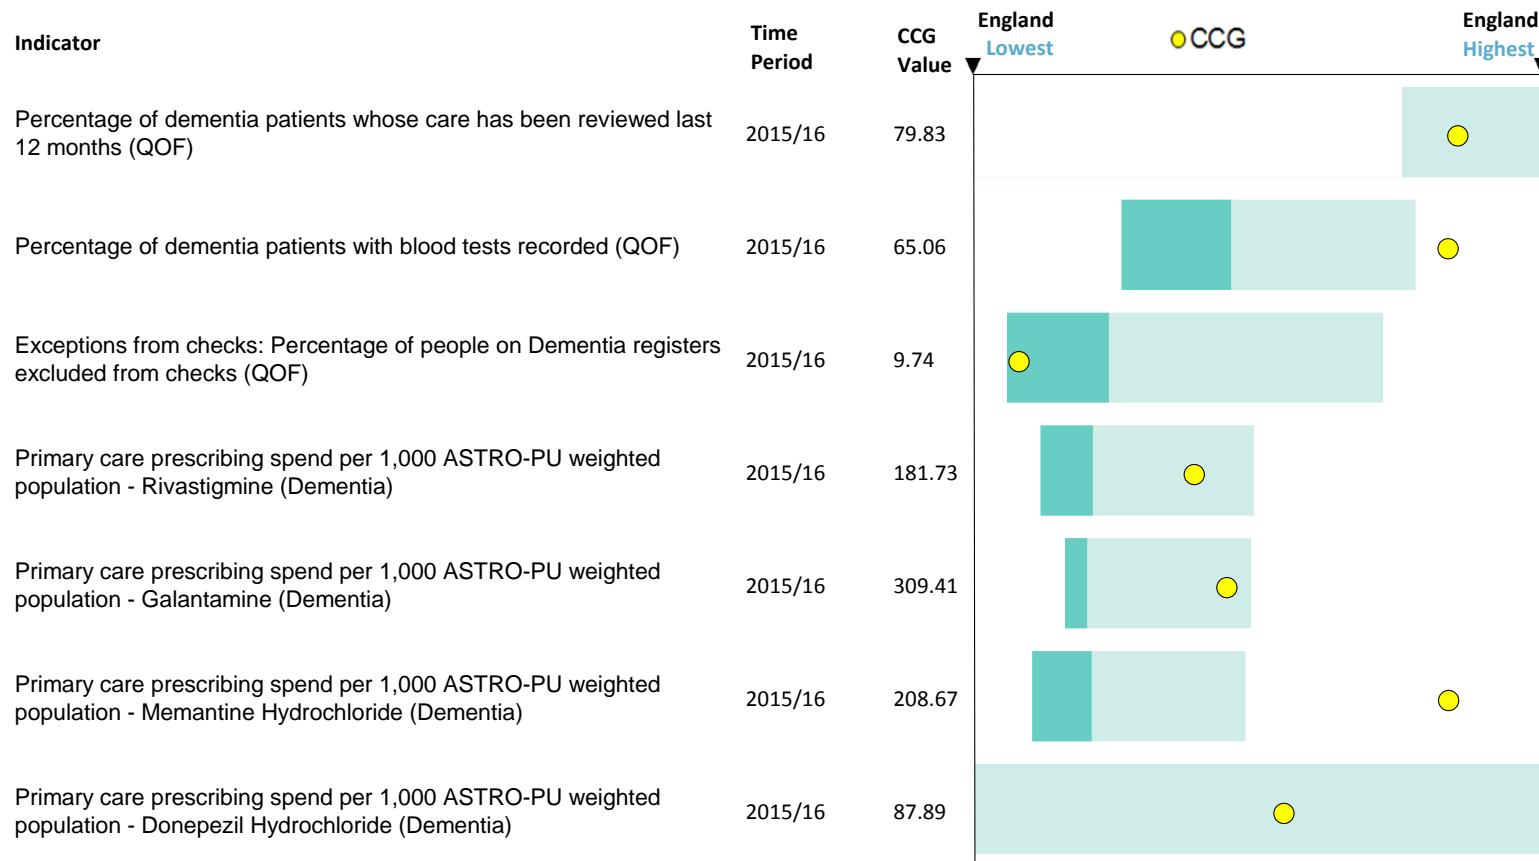 Indicator
Time
Period
CCG
Value
England
Lowest
CCG
England
Highest
Percentage of dementia patients whose care has been reviewed last
12 months (QOF)
2015/16
79.83
Percentage of dementia patients with blood tests recorded (QOF)
2015/16
65.06
Exceptions from checks: Percentage of people on Dementia registers
excluded from checks (QOF)
2015/16
9.74
Primary care prescribing spend per 1,000 ASTRO-PU weighted
population - Rivastigmine (Dementia)
2015/16
181.73
Primary care prescribing spend per 1,000 ASTRO-PU weighted
population - Galantamine (Dementia)
2015/16
309.41
Primary care prescribing spend per 1,000 ASTRO-PU weighted
population - Memantine Hydrochloride (Dementia)
2015/16
208.67
Primary care prescribing spend per 1,000 ASTRO-PU weighted
population - Donepezil Hydrochloride (Dementia)
2015/16
87.89